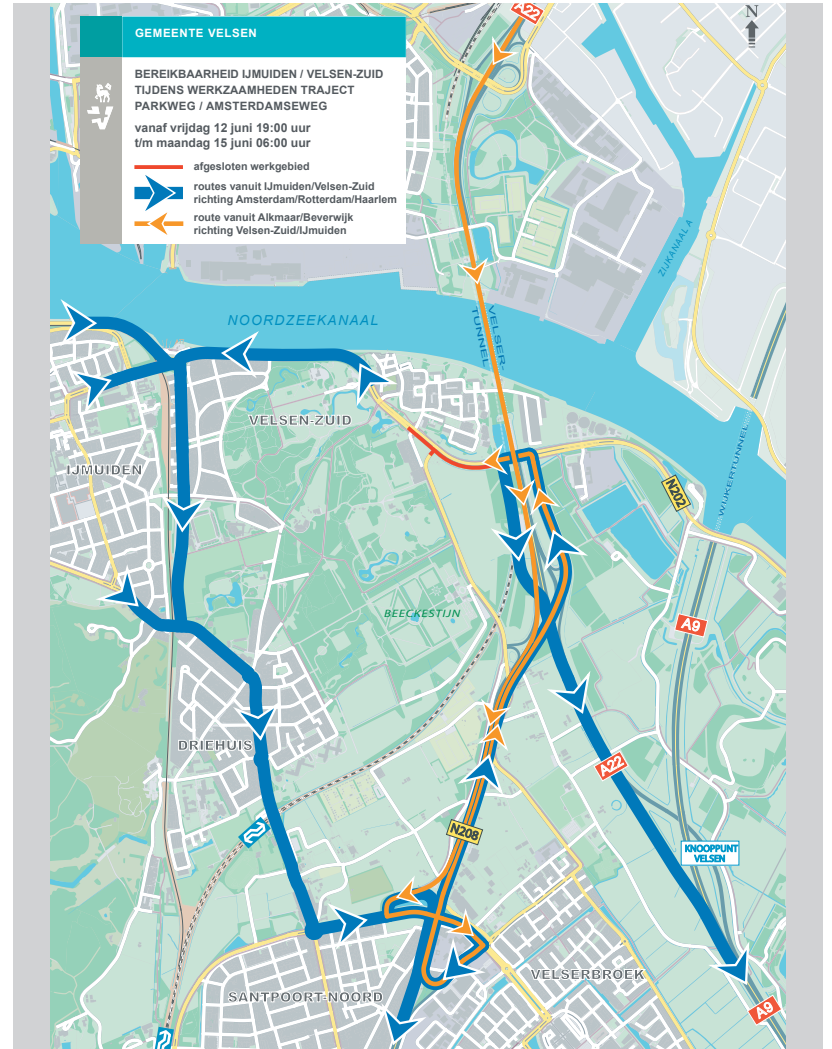 A22
N
GEMEENTE VELSEN
BEREIKBAARHEID IJMUIDEN / VELSEN-ZUID
TIJDENS WERKZAAMHEDEN TRAJECT
PARKWEG / AMSTERDAMSEWEG
vanaf vrijdag 12 juni 19:00 uur
t/m maandag 15 juni 06:00 uur
afgesloten werkgebied
routes vanuit IJmuiden/Velsen-Zuid
richting Amsterdam/Rotterdam/Haarlem
route vanuit Alkmaar/Beverwijk
richting Velsen-Zuid/IJmuiden
ZIJKANAAL A
NOORDZEEKANAAL
VELSER-
TUNNEL
VELSEN-ZUID
IJMUIDEN
WIJKERTUNNEL
N202
BEECKESTIJN
A9
DRIEHUIS
A22
N208
KNOOPPUNT
VELSEN
VELSERBROEK
SANTPOORT-NOORD
A9